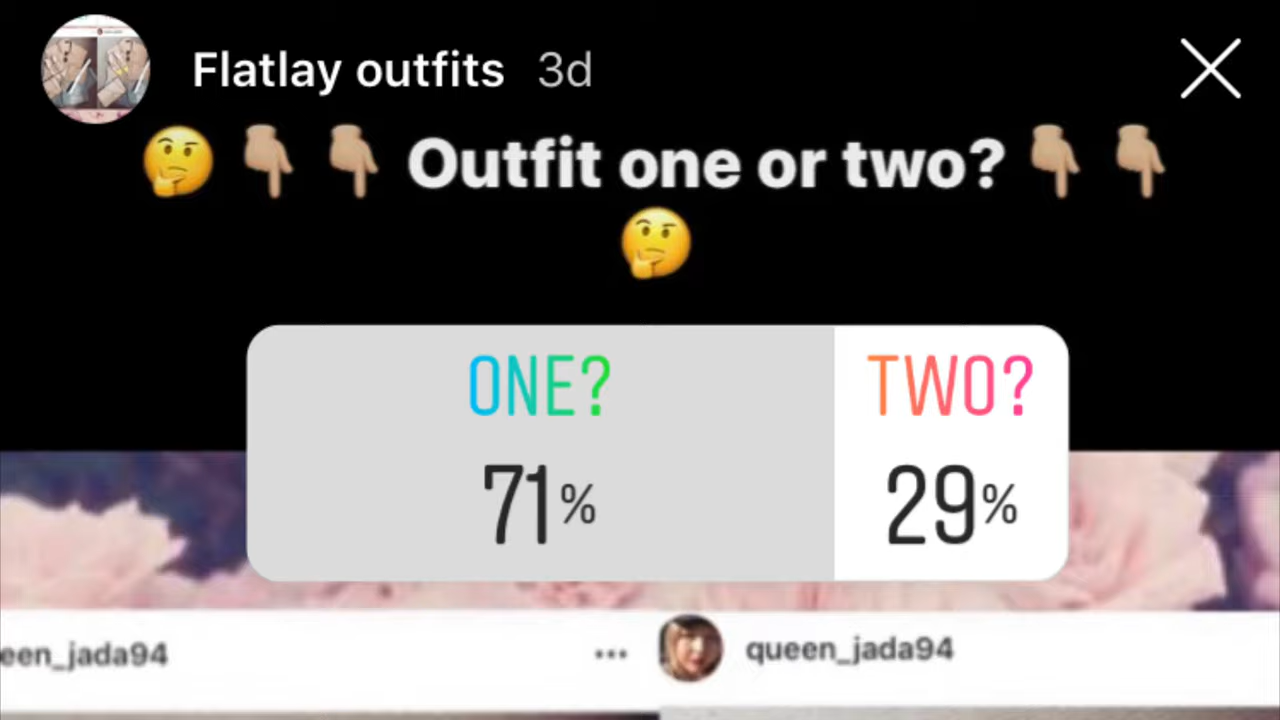 Flatlay outfits 3d
🤔 👇🏼 👇🏼 Outfit one or two? 👇🏼 👇🏼
🤔
ONE? TWO?
71% 29%
een_jada94 ••• queen_jada94